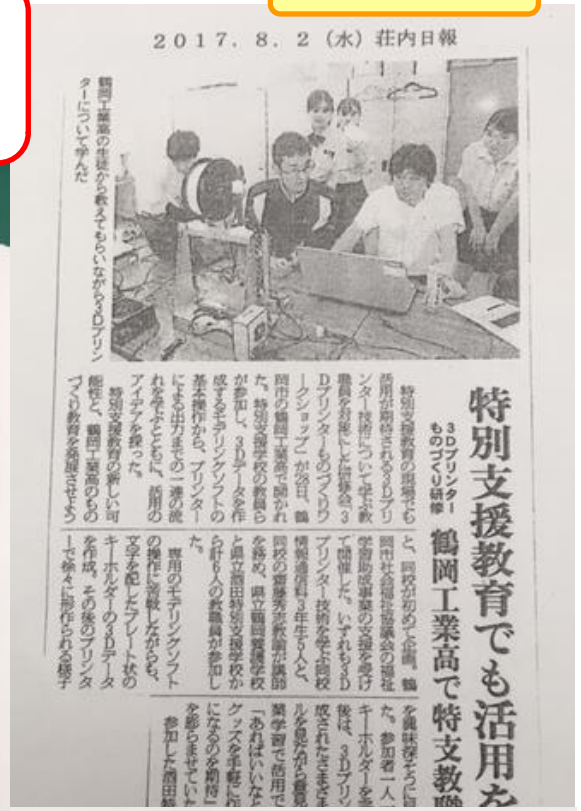 2017.8.2（水）荘内日報
鶴岡工業高の生徒から教えてもらいながら3Dプリン
ターについて学んだ
特別支援教育でも活用を
3Dプリンター
ものづくり研修
鶴岡工業高で特支教職
特別支援教育の現場でも
活用が期待される3Dプリ
ンター技術について学ぶ教
職員を対象にした研修会「3
Dプリンターものづくりワ
ークショップ」が28日、鶴
岡市の鶴岡工業高で開かれ
た。特別支援学校の教員ら
が参加し、3Dデータを作
成するモデリングソフトの
基本操作から、プリンター
による出力までの一連の流
れを学ぶとともに、活用の
アイデアを探った。
特別支援教育の新しい可
能性と、鶴岡工業高のもの
づくり教育を発展させよう
と、同校が初めて企画。鶴
岡市社会福祉協議会の福祉
学習助成事業の支援を受け
て開催した。いずれも3D
プリンター技術を学ぶ同校
情報通信科3年生5人と、
同校の齋藤秀志教諭が講師
を務め、県立鶴岡養護学校
と県立酒田特別支援学校か
ら計6人の教職員が参加し
た。
専用のモデリングソフト
の操作に苦戦しながらも、
文字を配したプレート状の
キーホルダーの3Dデータ
を作成。その後のプリンタ
ーで徐々に形作られる様子
を興味深そうに
た。参加者一人一
キーホルダーを
後は、3Dプリン
成されたさまざま
ルを見ながら意見
業学習で活用で
「あればいいなと
グッズを手軽に作
になるのを期待」
を膨らませていた
参加した酒田特